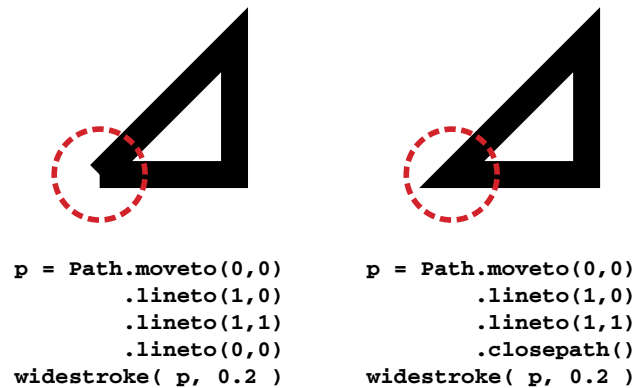 p = Path.moveto(0,0)
.lineto(1,0)
.lineto(1,1)
.lineto(0,0)
widestroke( p, 0.2 )
p = Path.moveto(0,0)
.lineto(1,0)
.lineto(1,1)
.closepath()
widestroke( p, 0.2 )